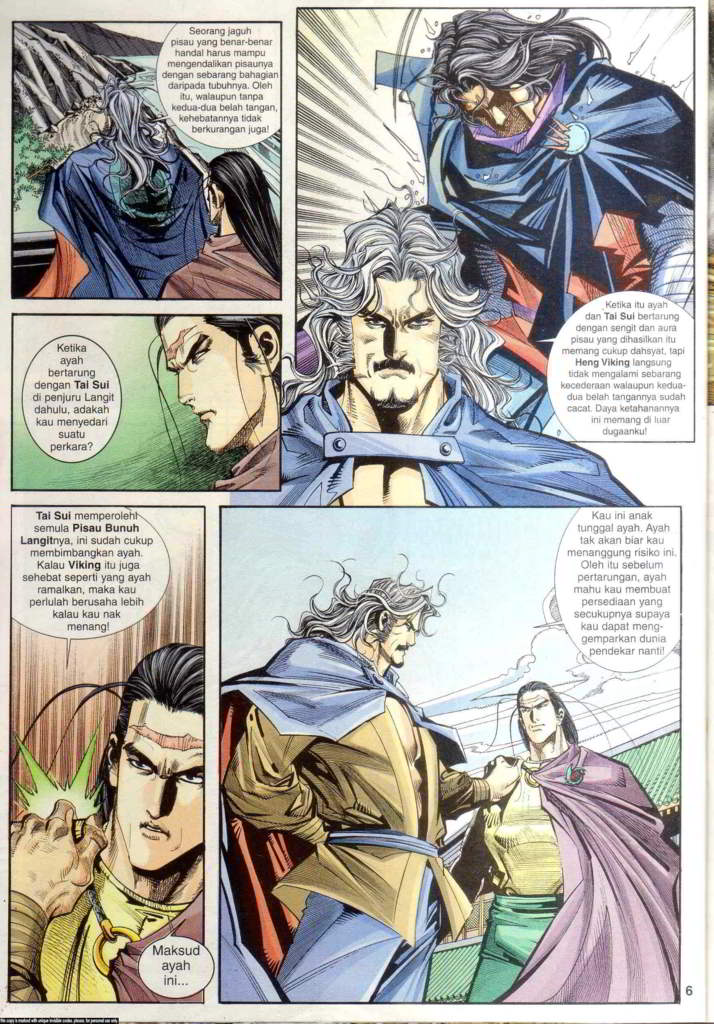 Seorang jaguh
pisau yang benar-benar
handal harus mampu
mengendalikan pisaunya
dengan sebarang bahagian
daripada tubuhnya. Oleh
itu, walaupun tanpa
kedua-dua belah tangan,
kehebatannya tidak
berkurangan juga!
Ketika itu ayah
dan Tai Sui bertarung
dengan sengit dan aura
pisau yang dihasilkan itu
memang cukup dahsyat, tapi
Heng Viking langsung
tidak mengalami sebarang
kecederaan walaupun kedua-
dua belah tangannya sudah
cacat. Daya ketahanannya
ini memang di luar
dugaanku!
Ketika
ayah
bertarung
dengan Tai Sui
di penjuru Langit
dahulu, adakah
kau menyedari
suatu
perkara?
Tai Sui memperolehi
semula Pisau Bunuh
Langitnya, ini sudah cukup
membimbangkan ayah.
Kalau Viking itu juga
sehebat seperti yang ayah
ramalkan, maka kau
perlulah berusaha lebih
kalau kau nak
menang!
Maksud
ayah
ini...
Kau ini anak
tunggal ayah. Ayah
tak akan biar kau
menanggung risiko ini.
Oleh itu sebelum
pertarungan, ayah
mahu kau membuat
persediaan yang
secukupnya supaya
kau dapat meng-
gemparkan dunia
pendekar nanti!
6